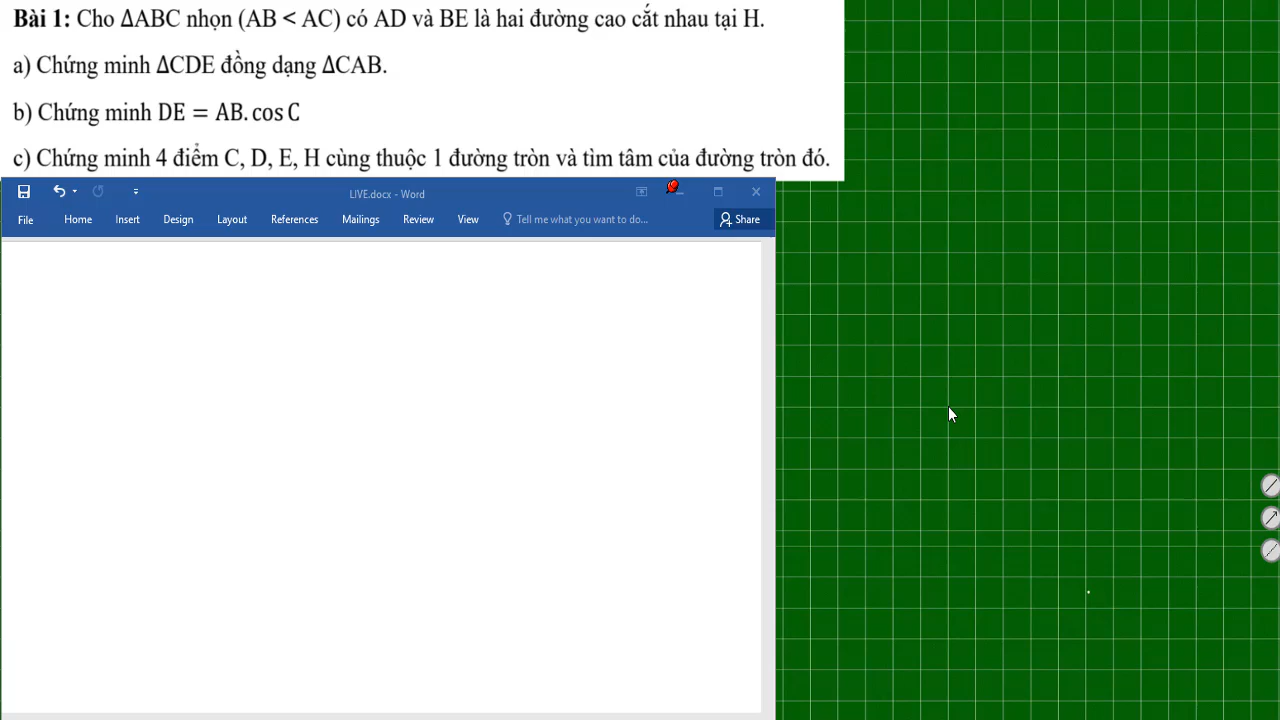 Bài 1: Cho ΔABC nhọn (AB < AC) có AD và BE là hai đường cao cắt nhau tại H.
a) Chứng minh ΔCDE đồng dạng ΔCAB.
b) Chứng minh DE = AB. cos C
c) Chứng minh 4 điểm C, D, E, H cùng thuộc 1 đường tròn và tìm tâm của đường tròn đó.
LIVE.docx - Word
File Home Insert Design Layout References Mailings Review View Tell me what you want to do... Share